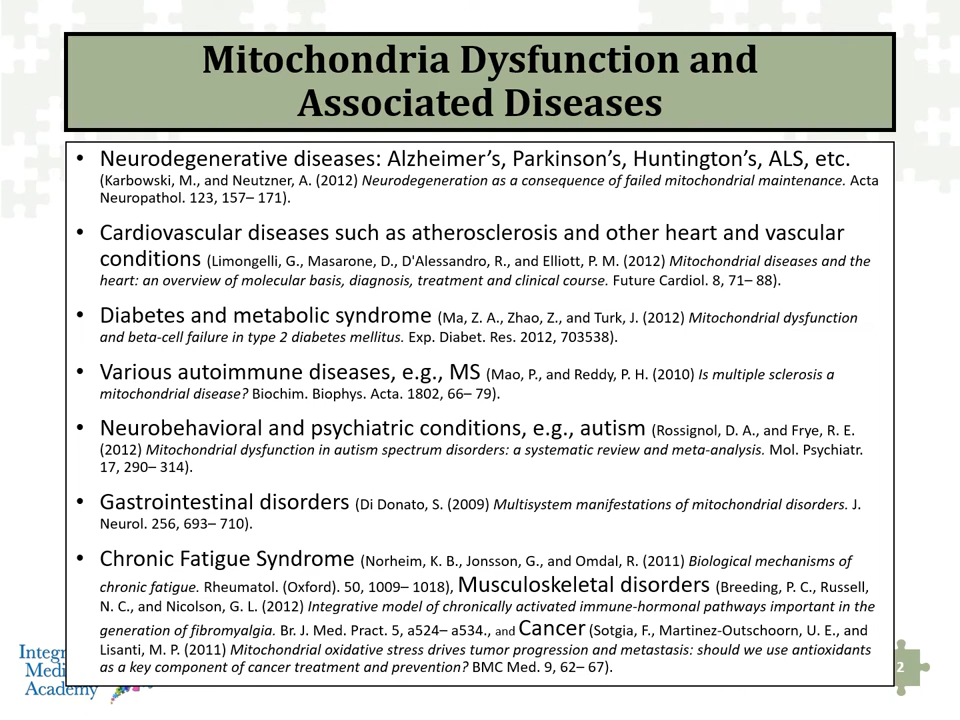 Mitochondria Dysfunction and
Associated Diseases
• Neurodegenerative diseases: Alzheimer’s, Parkinson’s, Huntington’s, ALS, etc.
(Karbowski, M., and Neutzner, A. (2012) Neurodegeneration as a consequence of failed mitochondrial maintenance. Acta
Neuropathol. 123, 157– 171).
• Cardiovascular diseases such as atherosclerosis and other heart and vascular
conditions (Limongelli, G., Masarone, D., D'Alessandro, R., and Elliott, P. M. (2012) Mitochondrial diseases and the
heart: an overview of molecular basis, diagnosis, treatment and clinical course. Future Cardiol. 8, 71– 88).
• Diabetes and metabolic syndrome (Ma, Z. A., Zhao, Z., and Turk, J. (2012) Mitochondrial dysfunction
and beta-cell failure in type 2 diabetes mellitus. Exp. Diabet. Res. 2012, 703538).
• Various autoimmune diseases, e.g., MS (Mao, P., and Reddy, P. H. (2010) Is multiple sclerosis a
mitochondrial disease? Biochim. Biophys. Acta. 1802, 66– 79).
• Neurobehavioral and psychiatric conditions, e.g., autism (Rossignol, D. A., and Frye, R. E.
(2012) Mitochondrial dysfunction in autism spectrum disorders: a systematic review and meta-analysis. Mol. Psychiatr.
17, 290– 314).
• Gastrointestinal disorders (Di Donato, S. (2009) Multisystem manifestations of mitochondrial disorders. J.
Neurol. 256, 693– 710).
• Chronic Fatigue Syndrome (Norheim, K. B., Jonsson, G., and Omdal, R. (2011) Biological mechanisms of
chronic fatigue. Rheumatol. (Oxford). 50, 1009– 1018), Musculoskeletal disorders (Breeding, P. C., Russell,
N. C., and Nicolson, G. L. (2012) Integrative model of chronically activated immune-hormonal pathways important in the
generation of fibromyalgia. Br. J. Med. Pract. 5, a524– a534., and Cancer (Sotgia, F., Martinez-Outschoorn, U. E., and
Lisanti, M. P. (2011) Mitochondrial oxidative stress drives tumor progression and metastasis: should we use antioxidants
as a key component of cancer treatment and prevention? BMC Med. 9, 62– 67).
Academy
2